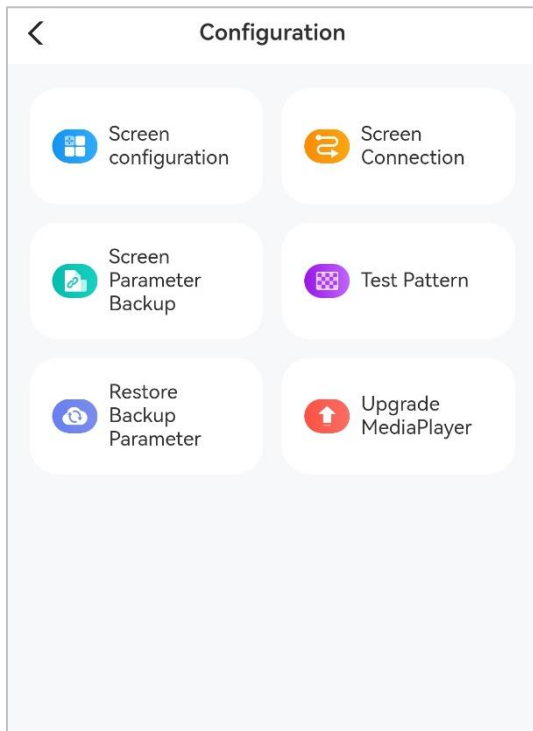 Configuration
Screen
configuration
Screen
Connection
Screen
Parameter
Backup
Test Pattern
Restore
Backup
Parameter
Upgrade
MediaPlayer